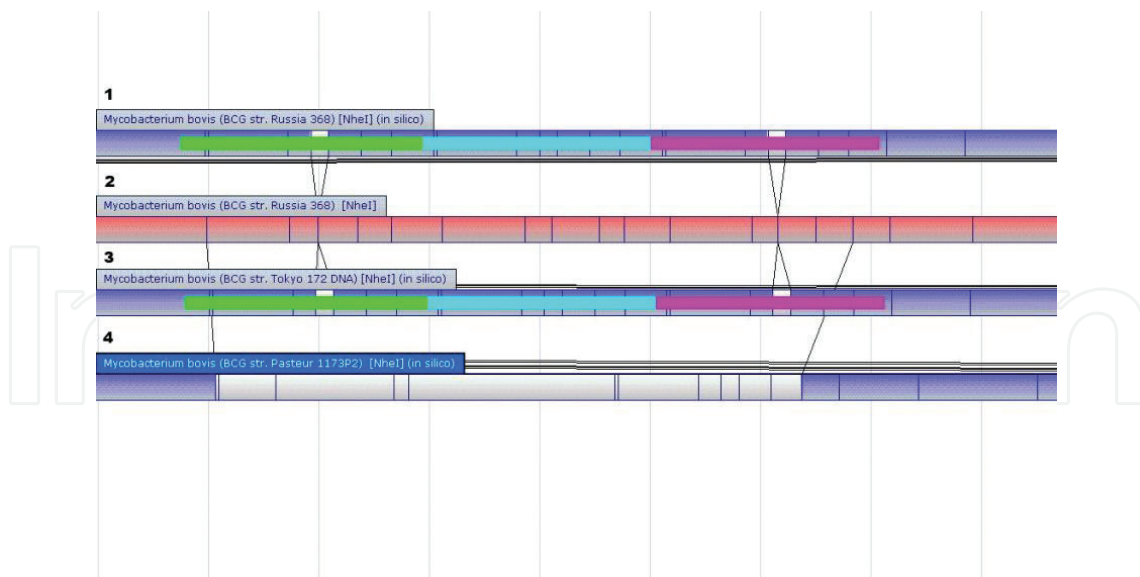 1
Mycobacterium bovis (BCG str. Russia 368) [NheI] (in silico)
2
Mycobacterium bovis (BCG str. Russia 368) [NheI]
3
Mycobacterium bovis (BCG str. Tokyo 172 DNA) [NheI] (in silico)
4
Mycobacterium bovis (BCG str. Pasteur 1173P2) [NheI] (in silico)